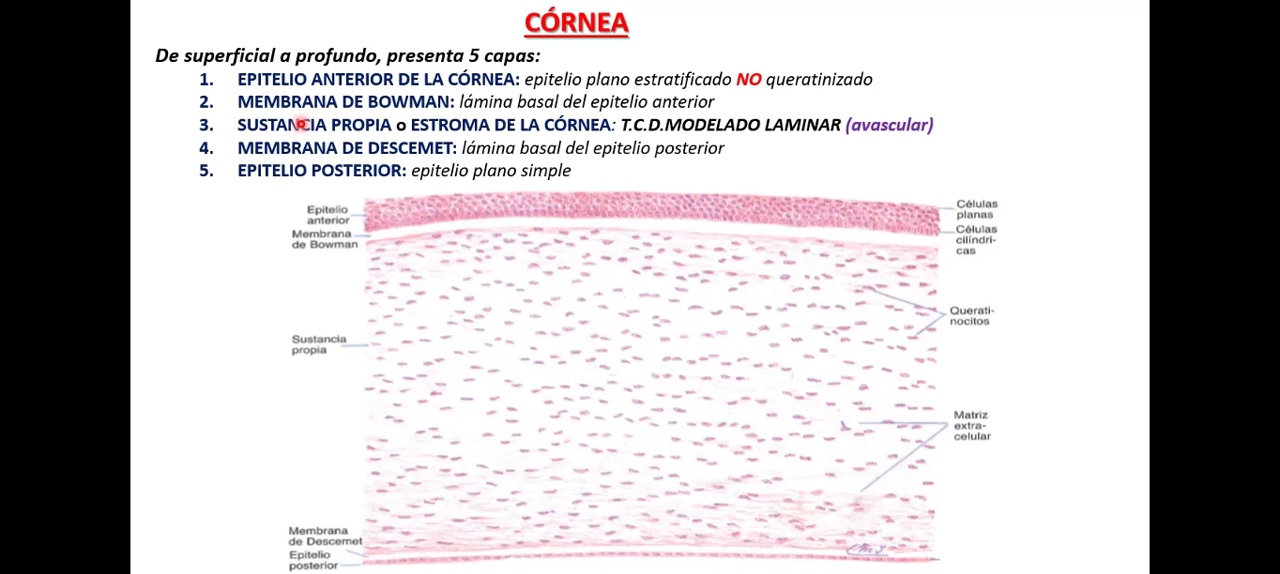 CÓRNEA
De superficial a profundo, presenta 5 capas:
1. EPITELIO ANTERIOR DE LA CÓRNEA: epitelio plano estratificado NO queratinizado
2. MEMBRANA DE BOWMAN: lámina basal del epitelio anterior
3. SUSTANCIA PROPIA o ESTROMA DE LA CÓRNEA: T.C.D.MODELADO LAMINAR (avascular)
4. MEMBRANA DE DESCEMET: lámina basal del epitelio posterior
5. EPITELIO POSTERIOR: epitelio plano simple
Epitelio
anterior
Membrana
de Bowman
Sustancia
propia
Membrana
de Descemet
Epitelio
posterior
Células
planas
Células
cilíndri-
cas
Querati-
nocitos
Matriz
extra-
celular